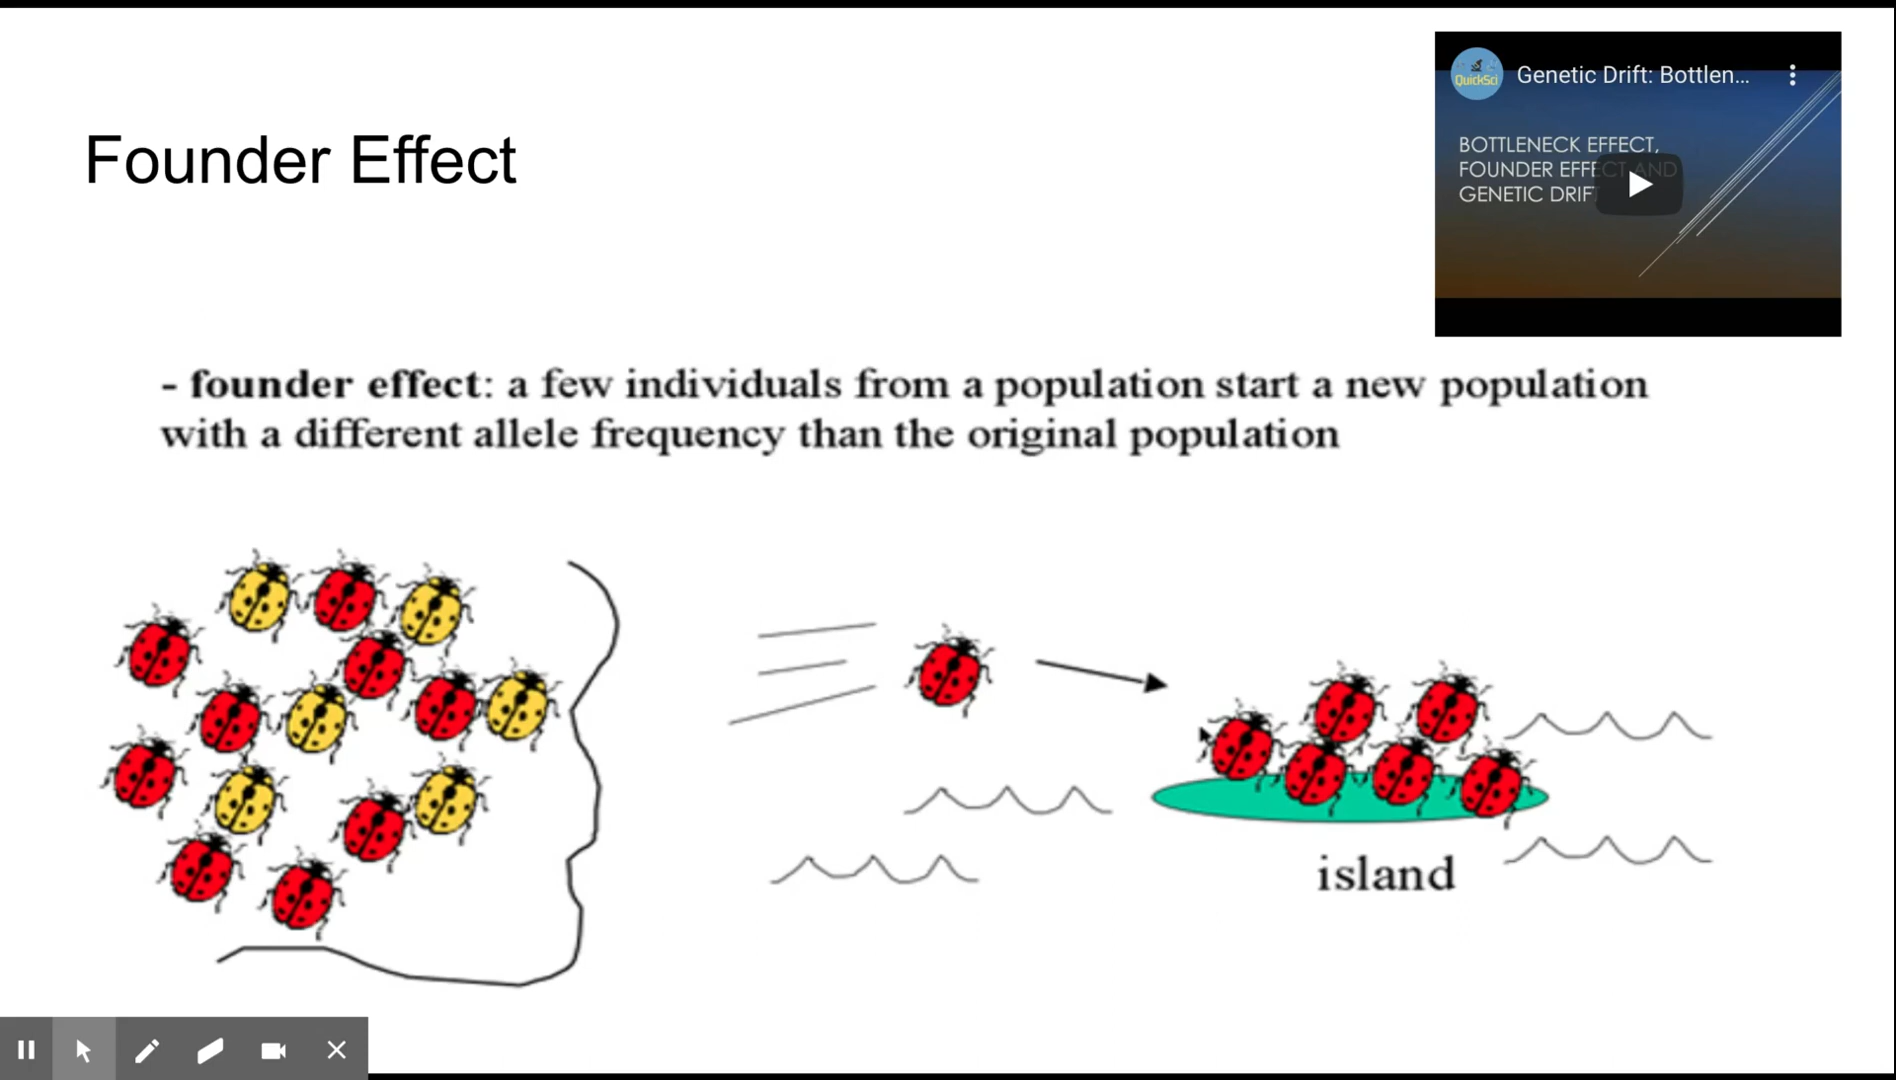 QuickSci
Genetic Drift: Bottlen...
BOTTLENECK EFFECT,
FOUNDER EFFECT AND
GENETIC DRIFT
Founder Effect
- founder effect: a few individuals from a population start a new population
with a different allele frequency than the original population
island